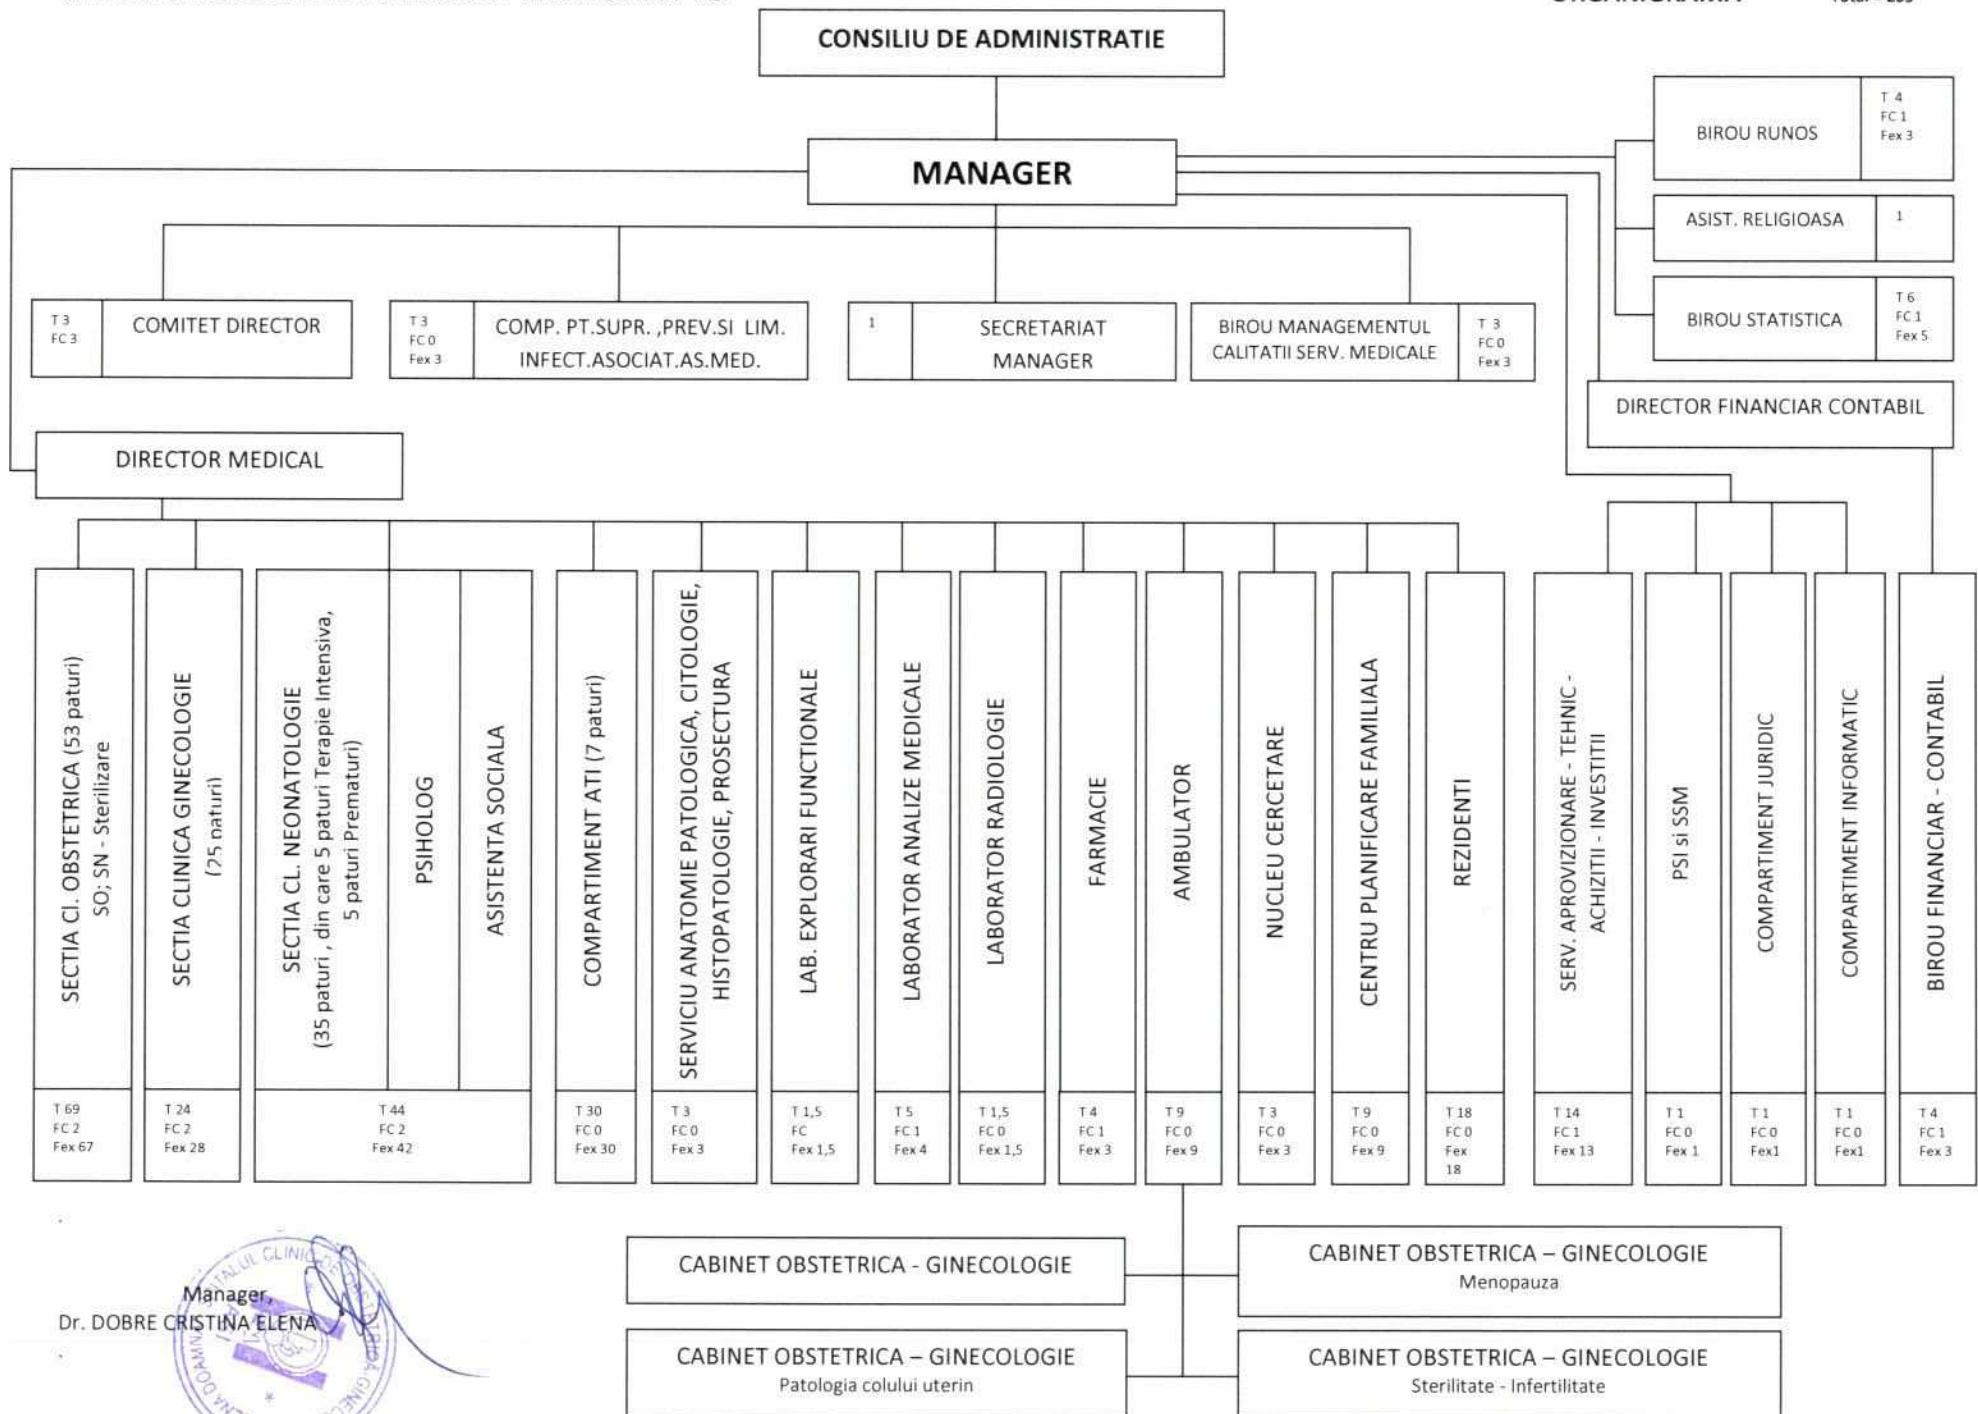 CONSILIU DE ADMINISTRATIE
MANAGER
BIROU RUNOS
T 4
FC 1
Fex 3
ASIST. RELIGIOASA
1
BIROU STATISTICA
T 6
FC 1
Fex 5
T 3
FC 3
COMITET DIRECTOR
T 3
FC 0
Fex 3
COMP. PT.SUPR. ,PREV.SI LIM.
INFECT.ASOCIAT.AS.MED.
1
SECRETARIAT
MANAGER
BIROU MANAGEMENTUL
CALITATII SERV. MEDICALE
T 3
FC 0
Fex 3
DIRECTOR FINANCIAR CONTABIL
DIRECTOR MEDICAL
SECTIA Cl. OBSTETRICA (53 paturi)
SO; SN - Sterilizare
T 69
FC 2
Fex 67
SECTIA CLINICA GINECOLOGIE
(25 paturi)
T 24
FC 2
Fex 28
SECTIA CL. NEONATOLOGIE
(35 paturi , din care 5 paturi Terapie Intensiva,
5 paturi Prematuri)
PSIHOLOG
ASISTENTA SOCIALA
T 44
FC 2
Fex 42
COMPARTIMENT ATI (7 paturi)
T 30
FC 0
Fex 30
SERVICIU ANATOMIE PATOLOGICA, CITOLOGIE,
HISTOPATOLOGIE, PROSECTURA
T 3
FC 0
Fex 3
LAB. EXPLORARI FUNCTIONALE
T 1,5
FC
Fex 1,5
LABORATOR ANALIZE MEDICALE
T 5
FC 1
Fex 4
LABORATOR RADIOLOGIE
T 1,5
FC 0
Fex 1,5
FARMACIE
T 4
FC 1
Fex 3
AMBULATOR
T 9
FC 0
Fex 9
NUCLEU CERCETARE
T 3
FC 0
Fex 3
CENTRU PLANIFICARE FAMILIALA
T 9
FC 0
Fex 9
REZIDENTI
T 18
FC 0
Fex
18
SERV. APROVIZIONARE - TEHNIC -
ACHIZITII - INVESTITII
T 14
FC 1
Fex 13
PSI si SSM
T 1
FC 0
Fex 1
COMPARTIMENT JURIDIC
T 1
FC 0
Fex1
COMPARTIMENT INFORMATIC
T 1
FC 0
Fex1
BIROU FINANCIAR - CONTABIL
T 4
FC 1
Fex 3
CABINET OBSTETRICA - GINECOLOGIE
CABINET OBSTETRICA – GINECOLOGIE
Menopauza
CABINET OBSTETRICA – GINECOLOGIE
Patologia colului uterin
CABINET OBSTETRICA – GINECOLOGIE
Sterilitate - Infertilitate
Manager,
Dr. DOBRE CRISTINA ELENA